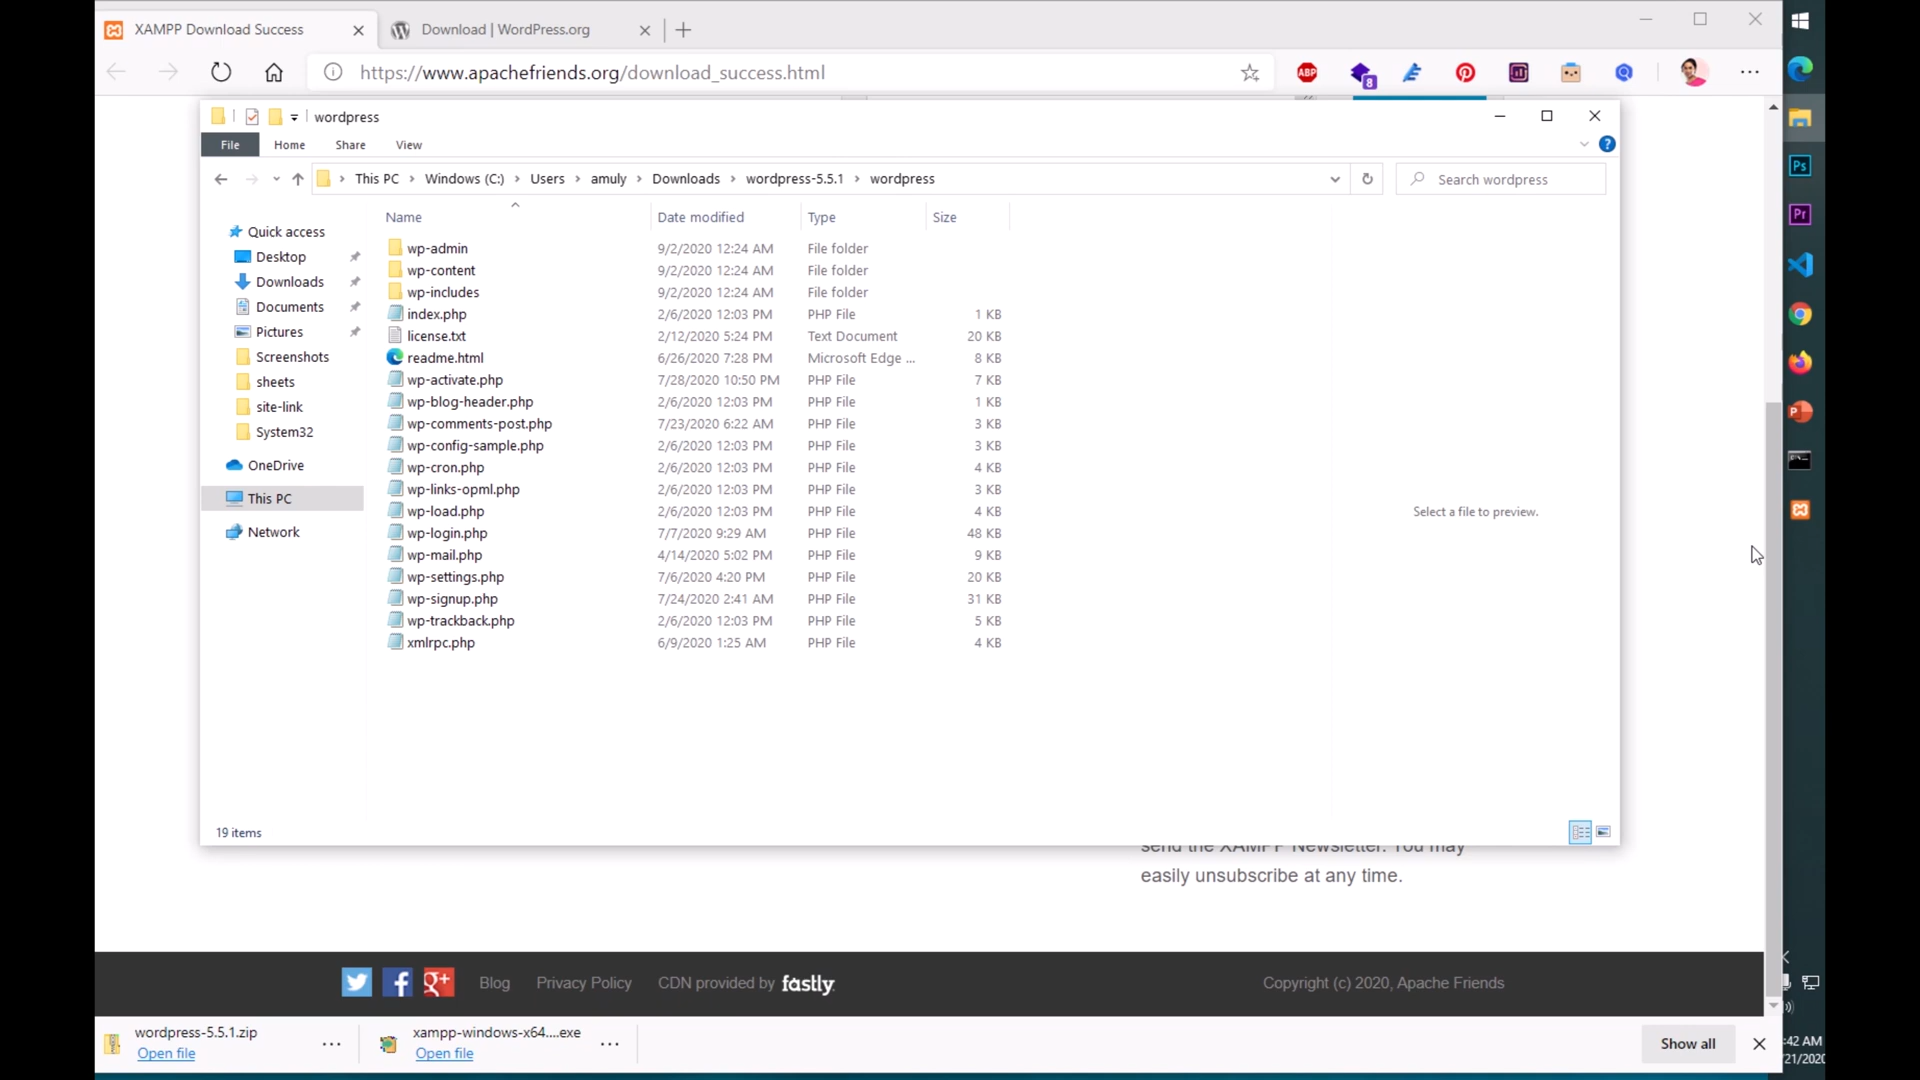 XAMPP Download Success
Download | WordPress.org
https://www.apachefriends.org/download_success.html
ABP
8
wordpress
File Home Share View
This PC > Windows (C:) > Users > amuly > Downloads > wordpress-5.5.1 > wordpress
Search wordpress
Ps
Pr
Name Date modified Type Size
Quick access
Desktop
Downloads
Documents
Pictures
Screenshots
sheets
site-link
System32
OneDrive
This PC
Network
wp-admin 9/2/2020 12:24 AM File folder
wp-content 9/2/2020 12:24 AM File folder
wp-includes 9/2/2020 12:24 AM File folder
index.php 2/6/2020 12:03 PM PHP File 1 KB
license.txt 2/12/2020 5:24 PM Text Document 20 KB
readme.html 6/26/2020 7:28 PM Microsoft Edge ... 8 KB
wp-activate.php 7/28/2020 10:50 PM PHP File 7 KB
wp-blog-header.php 2/6/2020 12:03 PM PHP File 1 KB
wp-comments-post.php 7/23/2020 6:22 AM PHP File 3 KB
wp-config-sample.php 2/6/2020 12:03 PM PHP File 3 KB
wp-cron.php 2/6/2020 12:03 PM PHP File 4 KB
wp-links-opml.php 2/6/2020 12:03 PM PHP File 3 KB
wp-load.php 2/6/2020 12:03 PM PHP File 4 KB
wp-login.php 7/7/2020 9:29 AM PHP File 48 KB
wp-mail.php 4/14/2020 5:02 PM PHP File 9 KB
wp-settings.php 7/6/2020 4:20 PM PHP File 20 KB
wp-signup.php 7/24/2020 2:41 AM PHP File 31 KB
wp-trackback.php 2/6/2020 12:03 PM PHP File 5 KB
xmlrpc.php 6/9/2020 1:25 AM PHP File 4 KB
Select a file to preview.
19 items
send the XAMPP Newsletter. You may
easily unsubscribe at any time.
Blog Privacy Policy CDN provided by fastly
Copyright (c) 2020, Apache Friends
wordpress-5.5.1.zip
Open file
xampp-windows-x64....exe
Open file
Show all
:42 AM
/21/2020